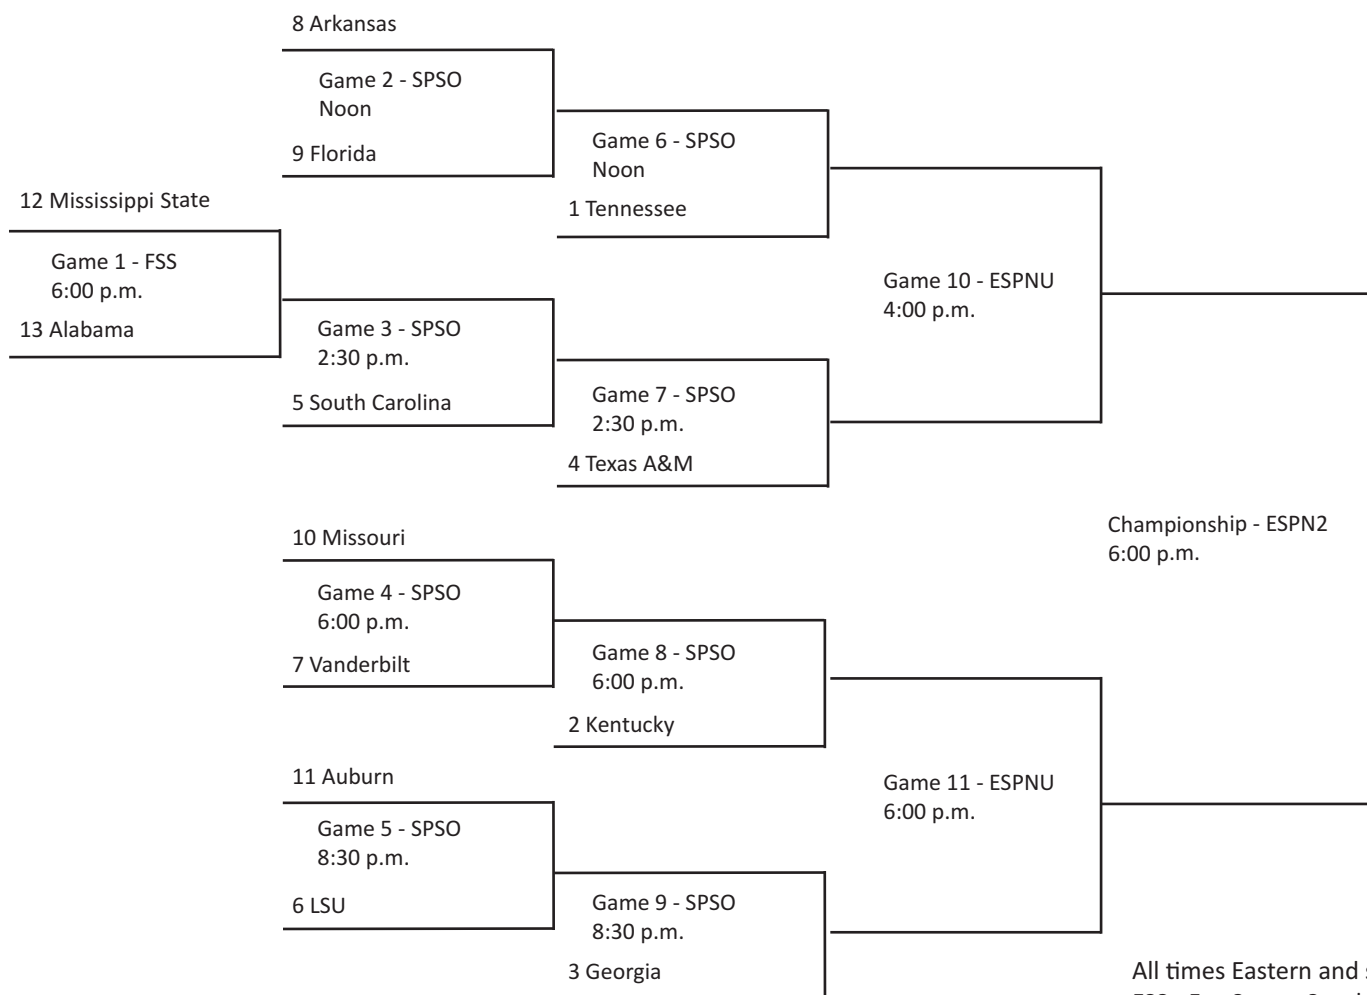 8 Arkansas
Game 2 - SPSO
Noon
9 Florida
12 Mississippi State
Game 1 - FSS
6:00 p.m.
13 Alabama
Game 3 - SPSO
2:30 p.m.
5 South Carolina
Game 6 - SPSO
Noon
1 Tennessee
Game 7 - SPSO
2:30 p.m.
4 Texas A&M
Game 10 - ESPNU
4:00 p.m.
Championship - ESPN2
6:00 p.m.
10 Missouri
Game 4 - SPSO
6:00 p.m.
7 Vanderbilt
Game 8 - SPSO
6:00 p.m.
2 Kentucky
11 Auburn
Game 5 - SPSO
8:30 p.m.
6 LSU
Game 9 - SPSO
8:30 p.m.
3 Georgia
Game 11 - ESPNU
6:00 p.m.
All times Eastern and